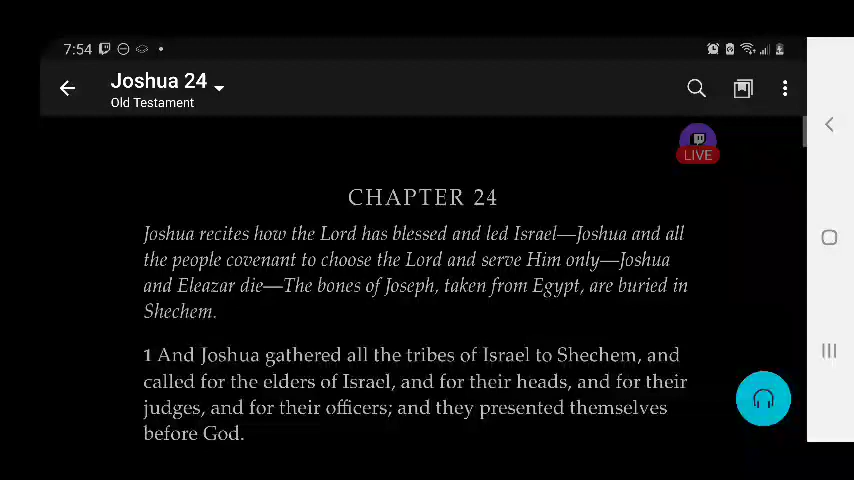 7:54
Joshua 24
Old Testament
LIVE
CHAPTER 24
Joshua recites how the Lord has blessed and led Israel—Joshua and all
the people covenant to choose the Lord and serve Him only—Joshua
and Eleazar die—The bones of Joseph, taken from Egypt, are buried in
Shechem.
1 And Joshua gathered all the tribes of Israel to Shechem, and
called for the elders of Israel, and for their heads, and for their
judges, and for their officers; and they presented themselves
before God.